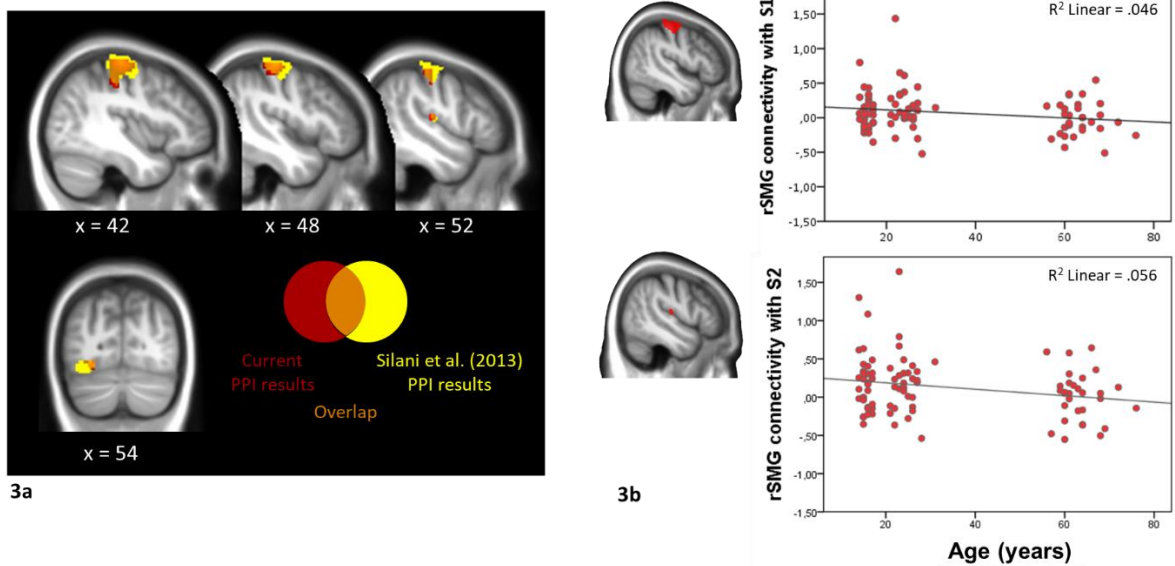 x = 42
x = 48
x = 52
x = 54
Current
PPI results
Silani et al. (2013)
PPI results
Overlap
3a
3b
rSMG connectivity with S1
R² Linear = .046
1,50
1,00
,50
,00
-,50
-1,00
-1,50
20
40
60
80
rSMG connectivity with S2
R² Linear = .056
1,50
1,00
,50
,00
-,50
-1,00
-1,50
20
40
60
80
Age (years)